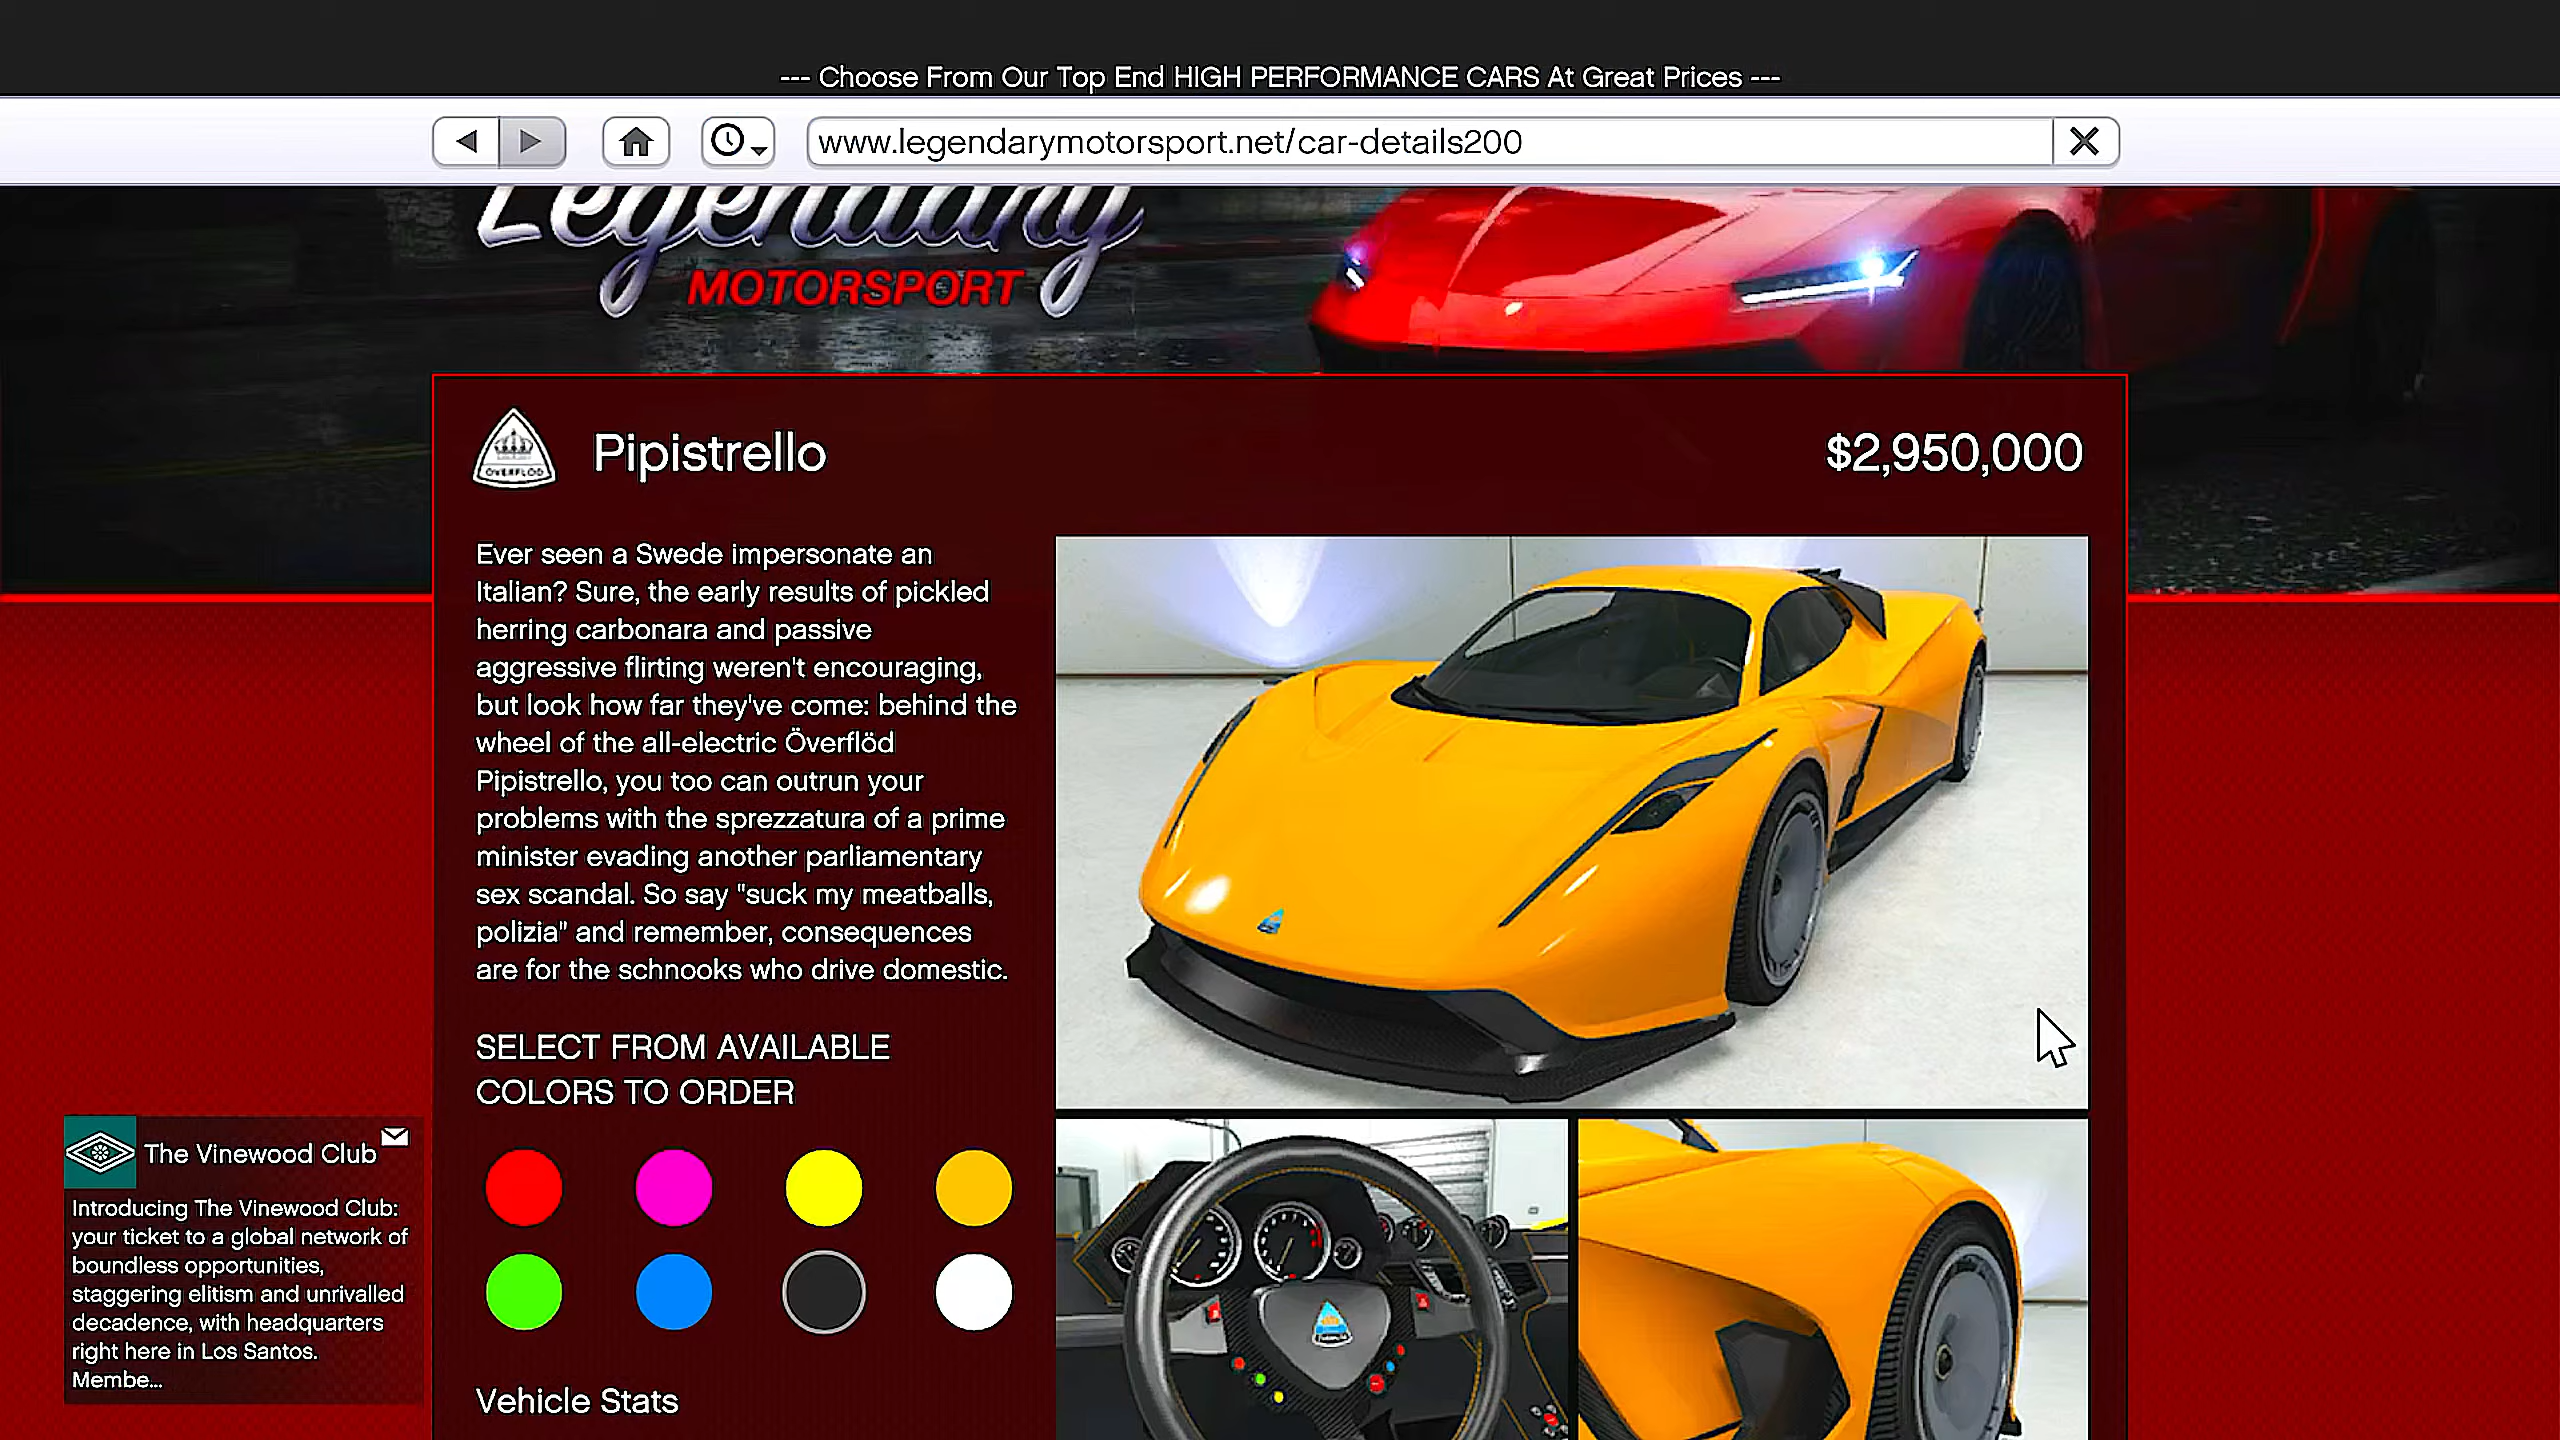 --- Choose From Our Top End HIGH PERFORMANCE CARS At Great Prices ---
www.legendarymotorsport.net/car-details200
Legendary
MOTORSPORT
ÖVERFLÖD
Pipistrello
$2,950,000
Ever seen a Swede impersonate an
Italian? Sure, the early results of pickled
herring carbonara and passive
aggressive flirting weren't encouraging,
but look how far they've come: behind the
wheel of the all-electric Överflöd
Pipistrello, you too can outrun your
problems with the sprezzatura of a prime
minister evading another parliamentary
sex scandal. So say "suck my meatballs,
polizia" and remember, consequences
are for the schnooks who drive domestic.
SELECT FROM AVAILABLE
COLORS TO ORDER
The Vinewood Club
Introducing The Vinewood Club:
your ticket to a global network of
boundless opportunities,
staggering elitism and unrivalled
decadence, with headquarters
right here in Los Santos.
Membe...
Vehicle Stats